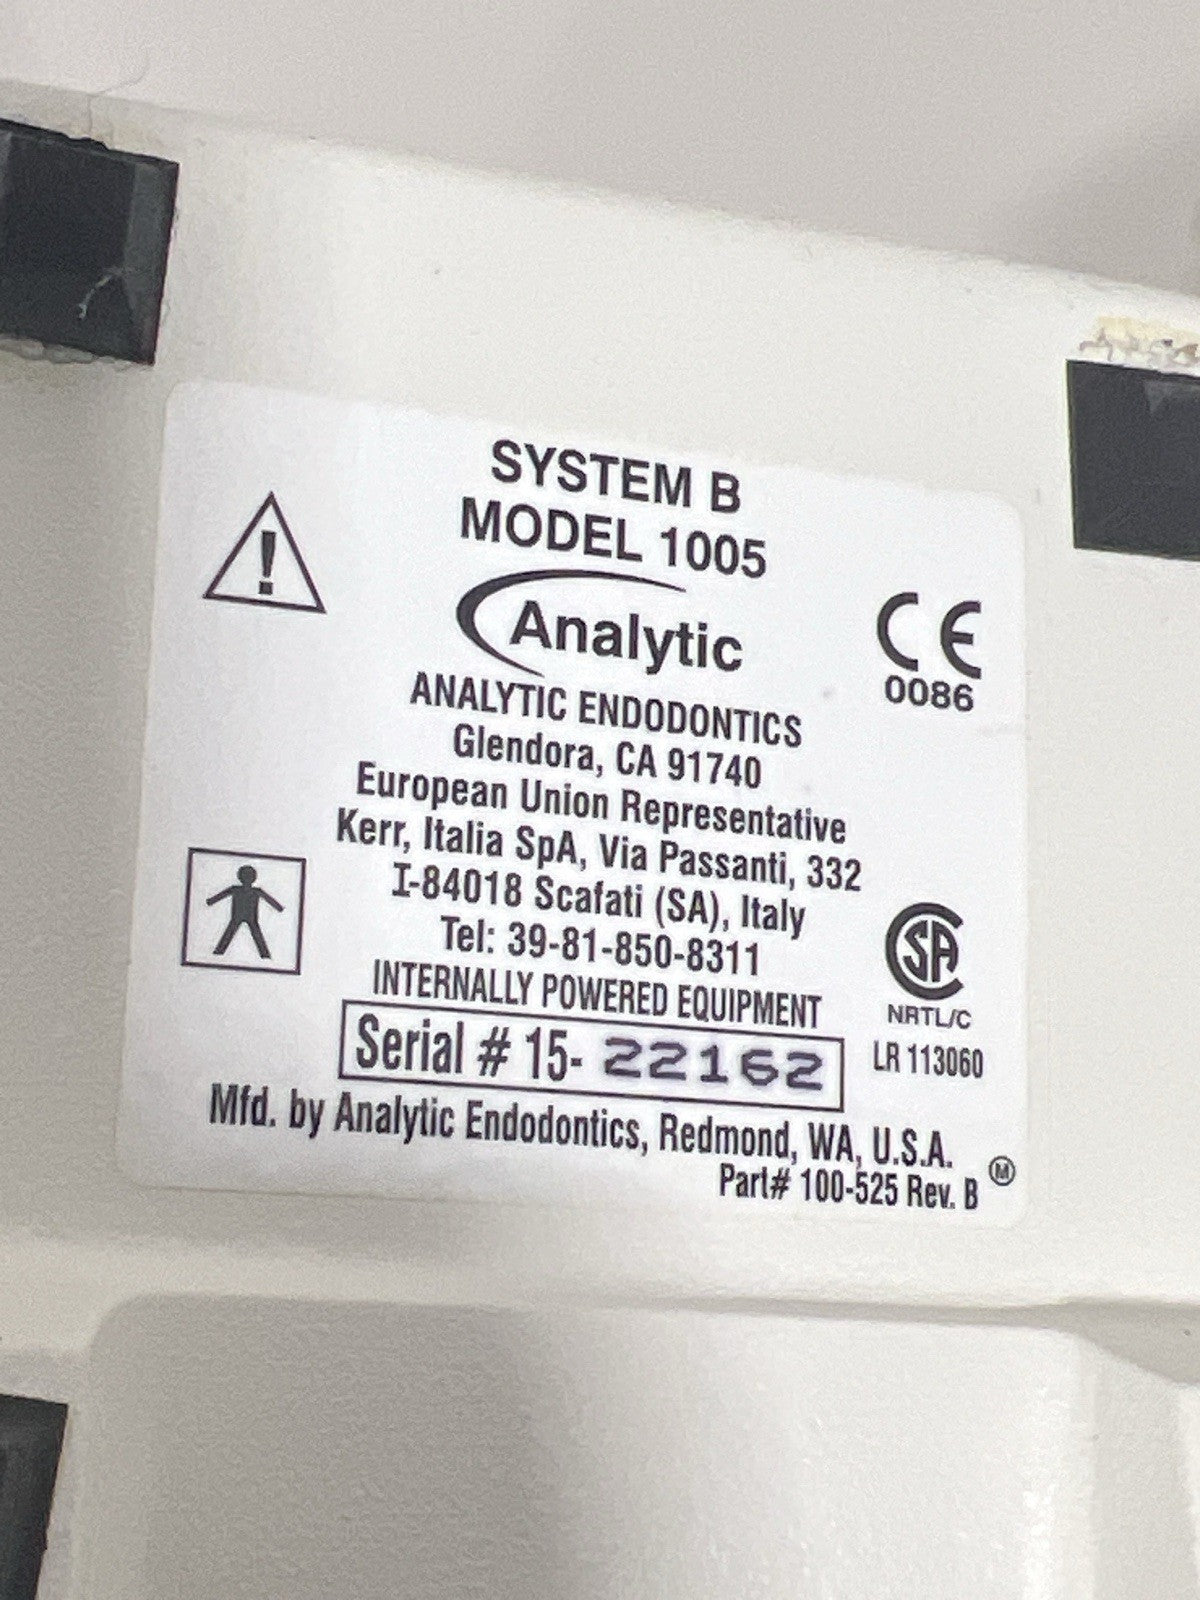 SYSTEM B
MODEL 1005
Analytic
CE
0086
ANALYTIC ENDODONTICS
Glendora, CA 91740
European Union Representative
Kerr, Italia SpA, Via Passanti, 332
I-84018 Scafati (SA), Italy
Tel: 39-81-850-8311
INTERNALLY POWERED EQUIPMENT
SA
NRTL/C
LR 113060
Serial # 15- 22162
Mfd. by Analytic Endodontics, Redmond, WA, U.S.A.
Part# 100-525 Rev. B
Ⓜ